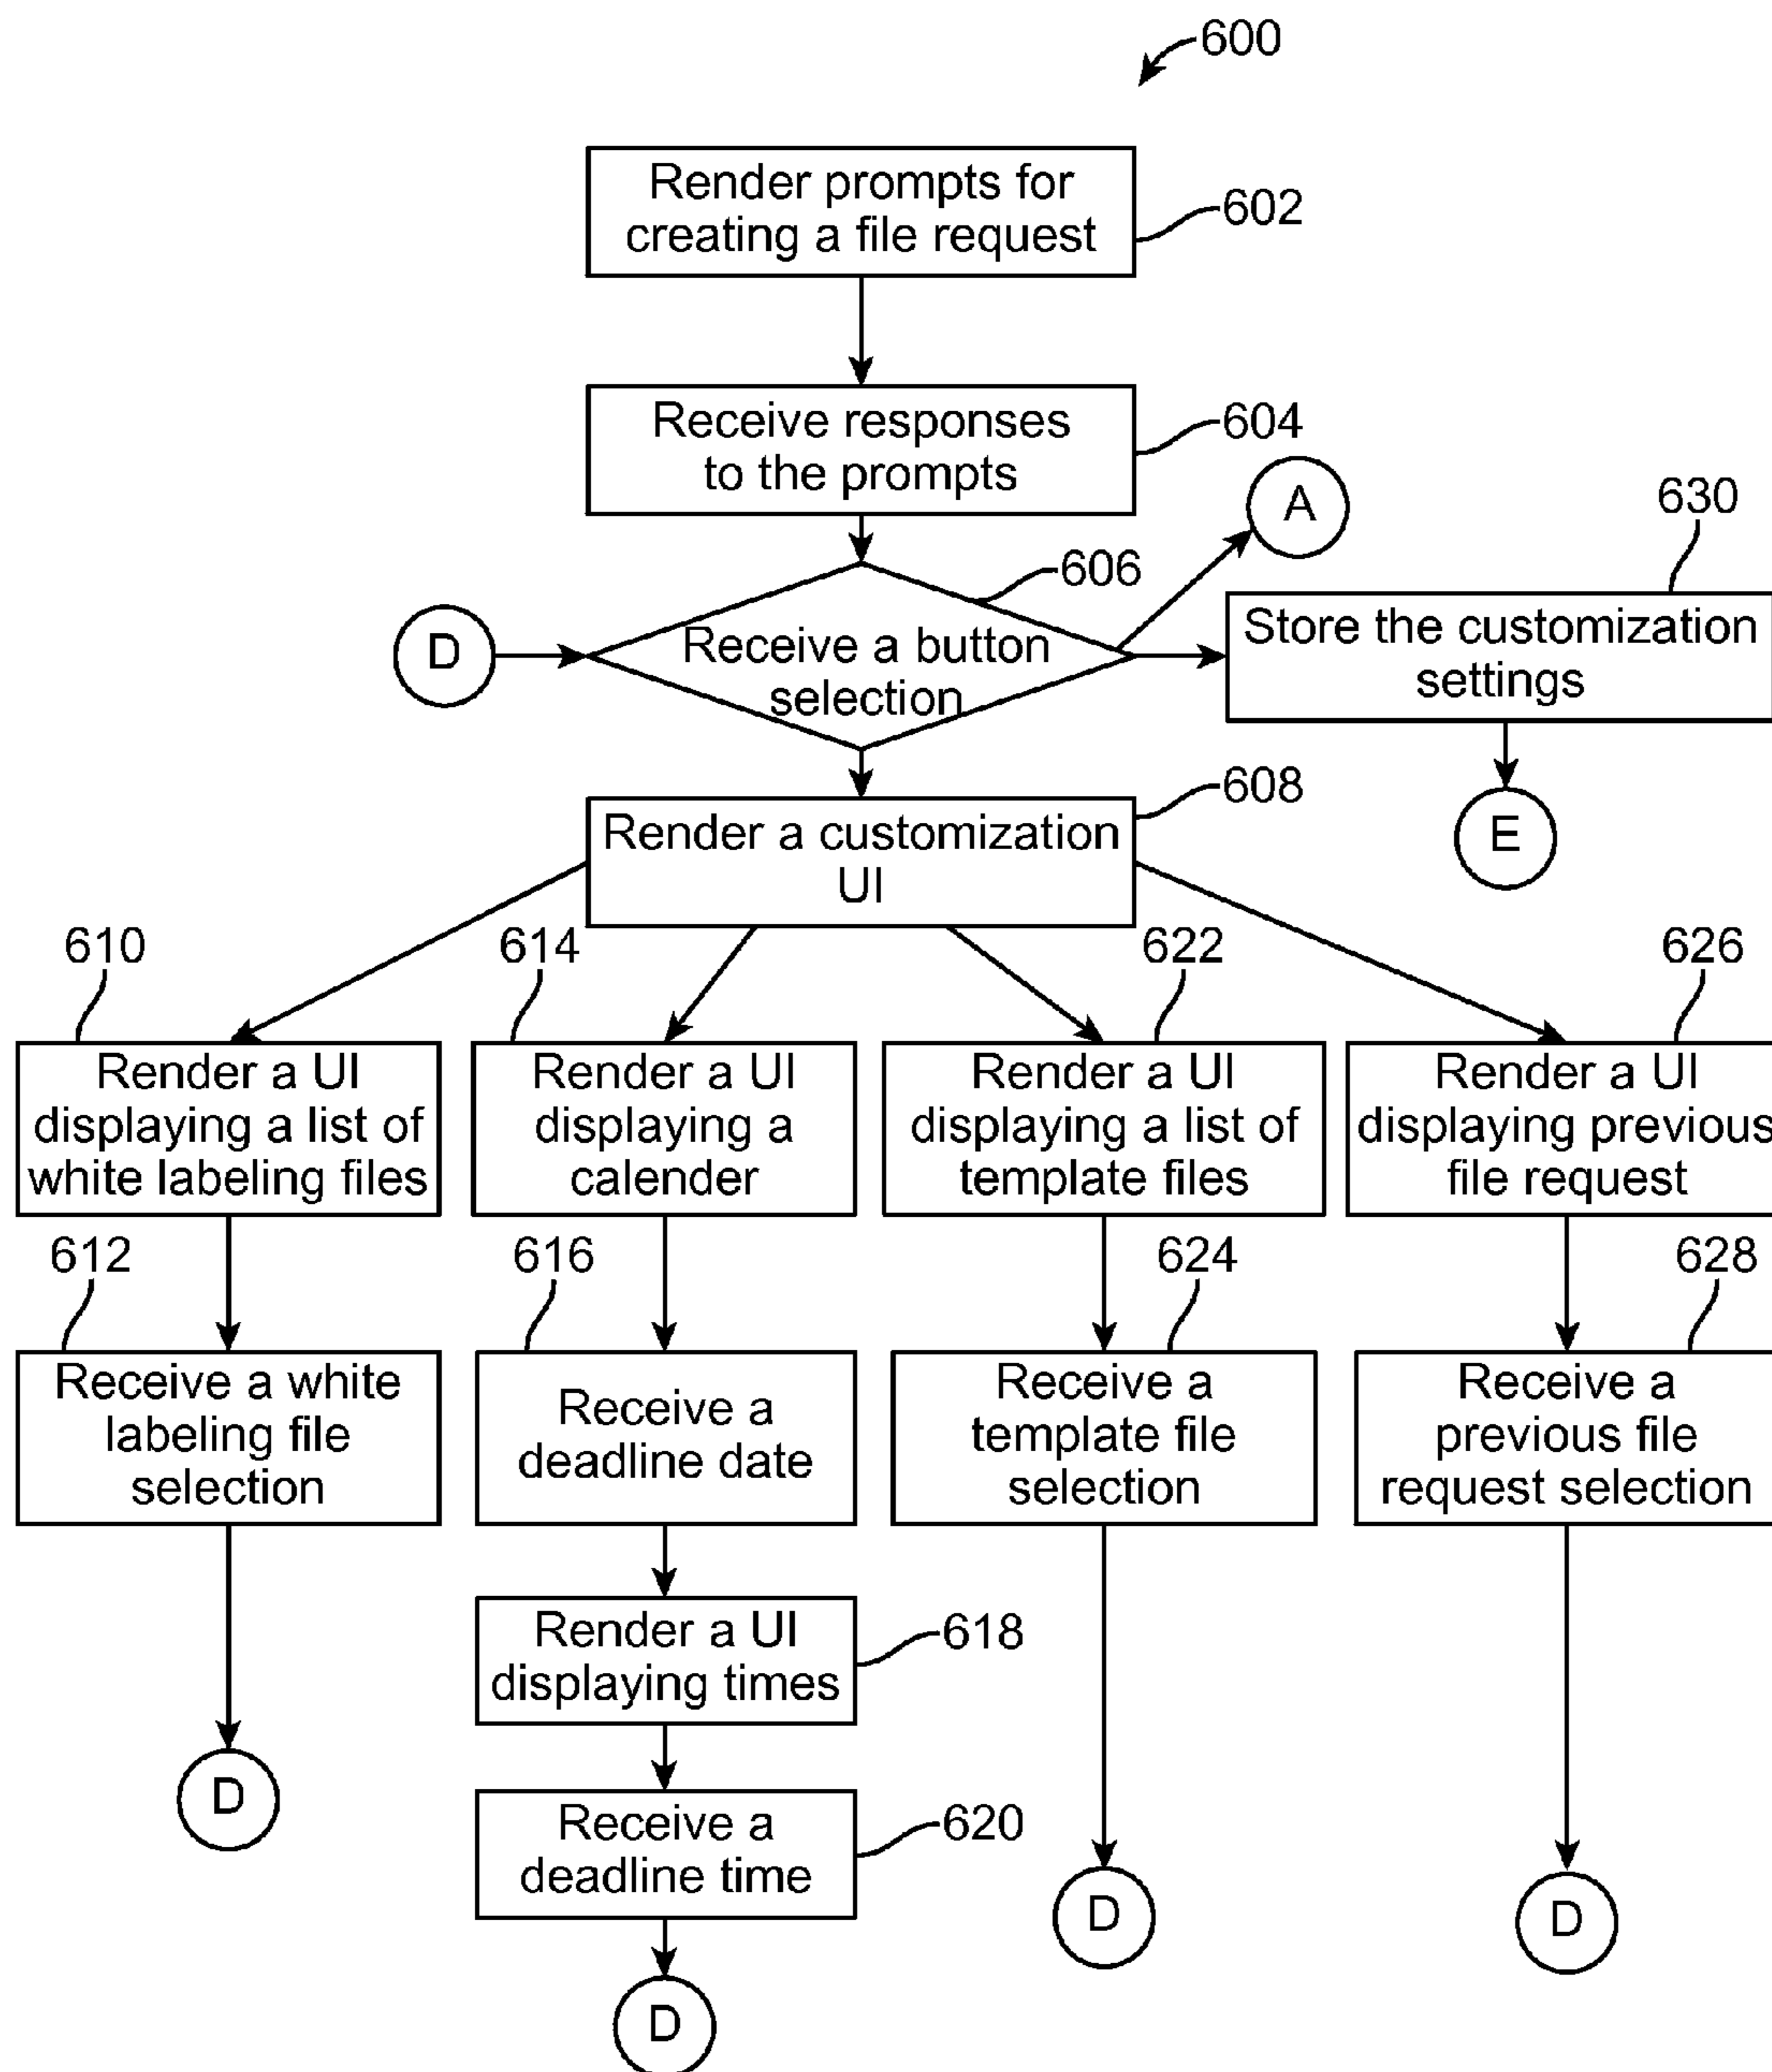 600
Render prompts for
creating a file request
602
Receive responses
to the prompts
604
A
630
606
D
Receive a button
selection
Store the customization
settings
608
Render a customization
UI
E
610
614
622
626
Render a UI
displaying a list of
white labeling files
Render a UI
displaying a
calender
Render a UI
displaying a list of
template files
Render a UI
displaying previous
file request
612
616
624
628
Receive a white
labeling file
selection
Receive a
deadline date
Receive a
template file
selection
Receive a
previous file
request selection
Render a UI
displaying times
618
D
Receive a
deadline time
620
D
D
D